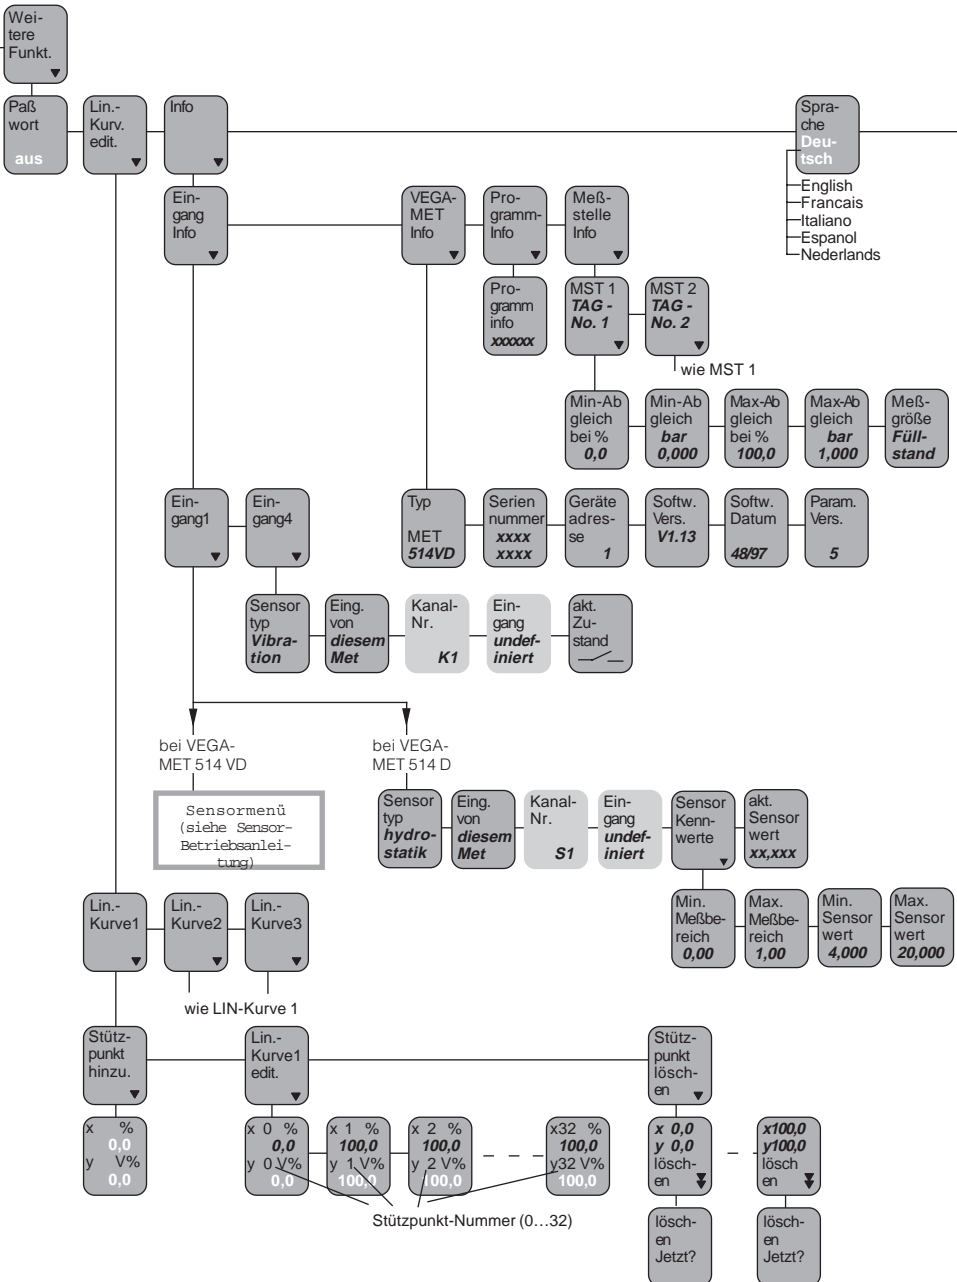 Wei-
tere
Funkt.
Paß
wort
aus
Lin.-
Kurv.
edit.
Info
Spra-
che
Deu-
tsch
English
Francais
Italiano
Espanol
Nederlands
Ein-
gang
Info
VEGA-
MET
Info
Pro-
gramm-
Info
Meß-
stelle
Info
Pro-
gramm
info
xxxxxx
MST 1
TAG -
No. 1
MST 2
TAG -
No. 2
wie MST 1
Min-Ab
gleich
bei %
0,0
Min-Ab
gleich
bar
0,000
Max-Ab
gleich
bei %
100,0
Max-Ab
gleich
bar
1,000
Meß-
größe
Füll-
stand
Ein-
gang1
Ein-
gang4
Typ
MET
514VD
Serien
nummer
xxxx
xxxx
Geräte
adres-
se
1
Softw.
Vers.
V1.13
Softw.
Datum
48/97
Param.
Vers.
5
Sensor
typ
Vibra-
tion
Eing.
von
diesem
Met
Kanal-
Nr.
K1
Ein-
gang
undef-
iniert
akt.
Zu-
stand
bei VEGA-
MET 514 VD
bei VEGA-
MET 514 D
Sensormenü
(siehe Sensor-
Betriebsanlei-
tung)
Sensor
typ
hydro-
statik
Eing.
von
diesem
Met
Kanal-
Nr.
S1
Ein-
gang
undef-
iniert
Sensor
Kenn-
werte
akt.
Sensor
wert
xx,xxx
Min.
Meßbe-
reich
0,00
Max.
Meßbe-
reich
1,00
Min.
Sensor
wert
4,000
Max.
Sensor
wert
20,000
Lin.-
Kurve1
Lin.-
Kurve2
Lin.-
Kurve3
wie LIN-Kurve 1
Stütz-
punkt
hinzu.
Lin.-
Kurve1
edit.
Stütz-
punkt
lösch-
en
x %
0,0
y V%
0,0
x 0 %
0,0
y 0 V%
0,0
x 1 %
100,0
y 1 V%
100,0
x 2 %
100,0
y 2 V%
100,0
x32 %
100,0
y32 V%
100,0
x 0,0
y 0,0
lösch-
en
x100,0
y100,0
lösch
en
Stützpunkt-Nummer (0...32)
lösch-
en
Jetzt?
lösch-
en
Jetzt?